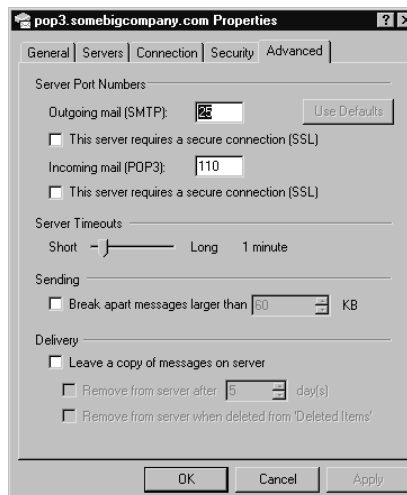 pop3.somebigcompany.com Properties
General Servers Connection Security Advanced
Server Port Numbers
Outgoing mail (SMTP): 25 Use Defaults
This server requires a secure connection (SSL)
Incoming mail (POP3): 110
This server requires a secure connection (SSL)
Server Timeouts
Short Long 1 minute
Sending
Break apart messages larger than 60 KB
Delivery
Leave a copy of messages on server
Remove from server after 5 day(s)
Remove from server when deleted from 'Deleted Items'
OK Cancel Apply